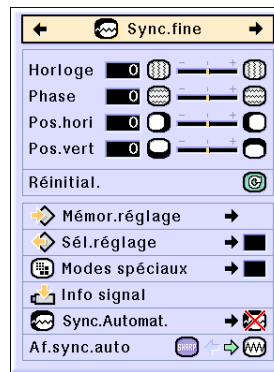 Sync.fine
Horloge 0
Phase 0
Pos.hori 0
Pos.vert 0
Réinitial.
Mémor.réglage
Sél.réglage
Modes spéciaux
Info signal
Sync.Automat.
Af.sync.auto SHARP